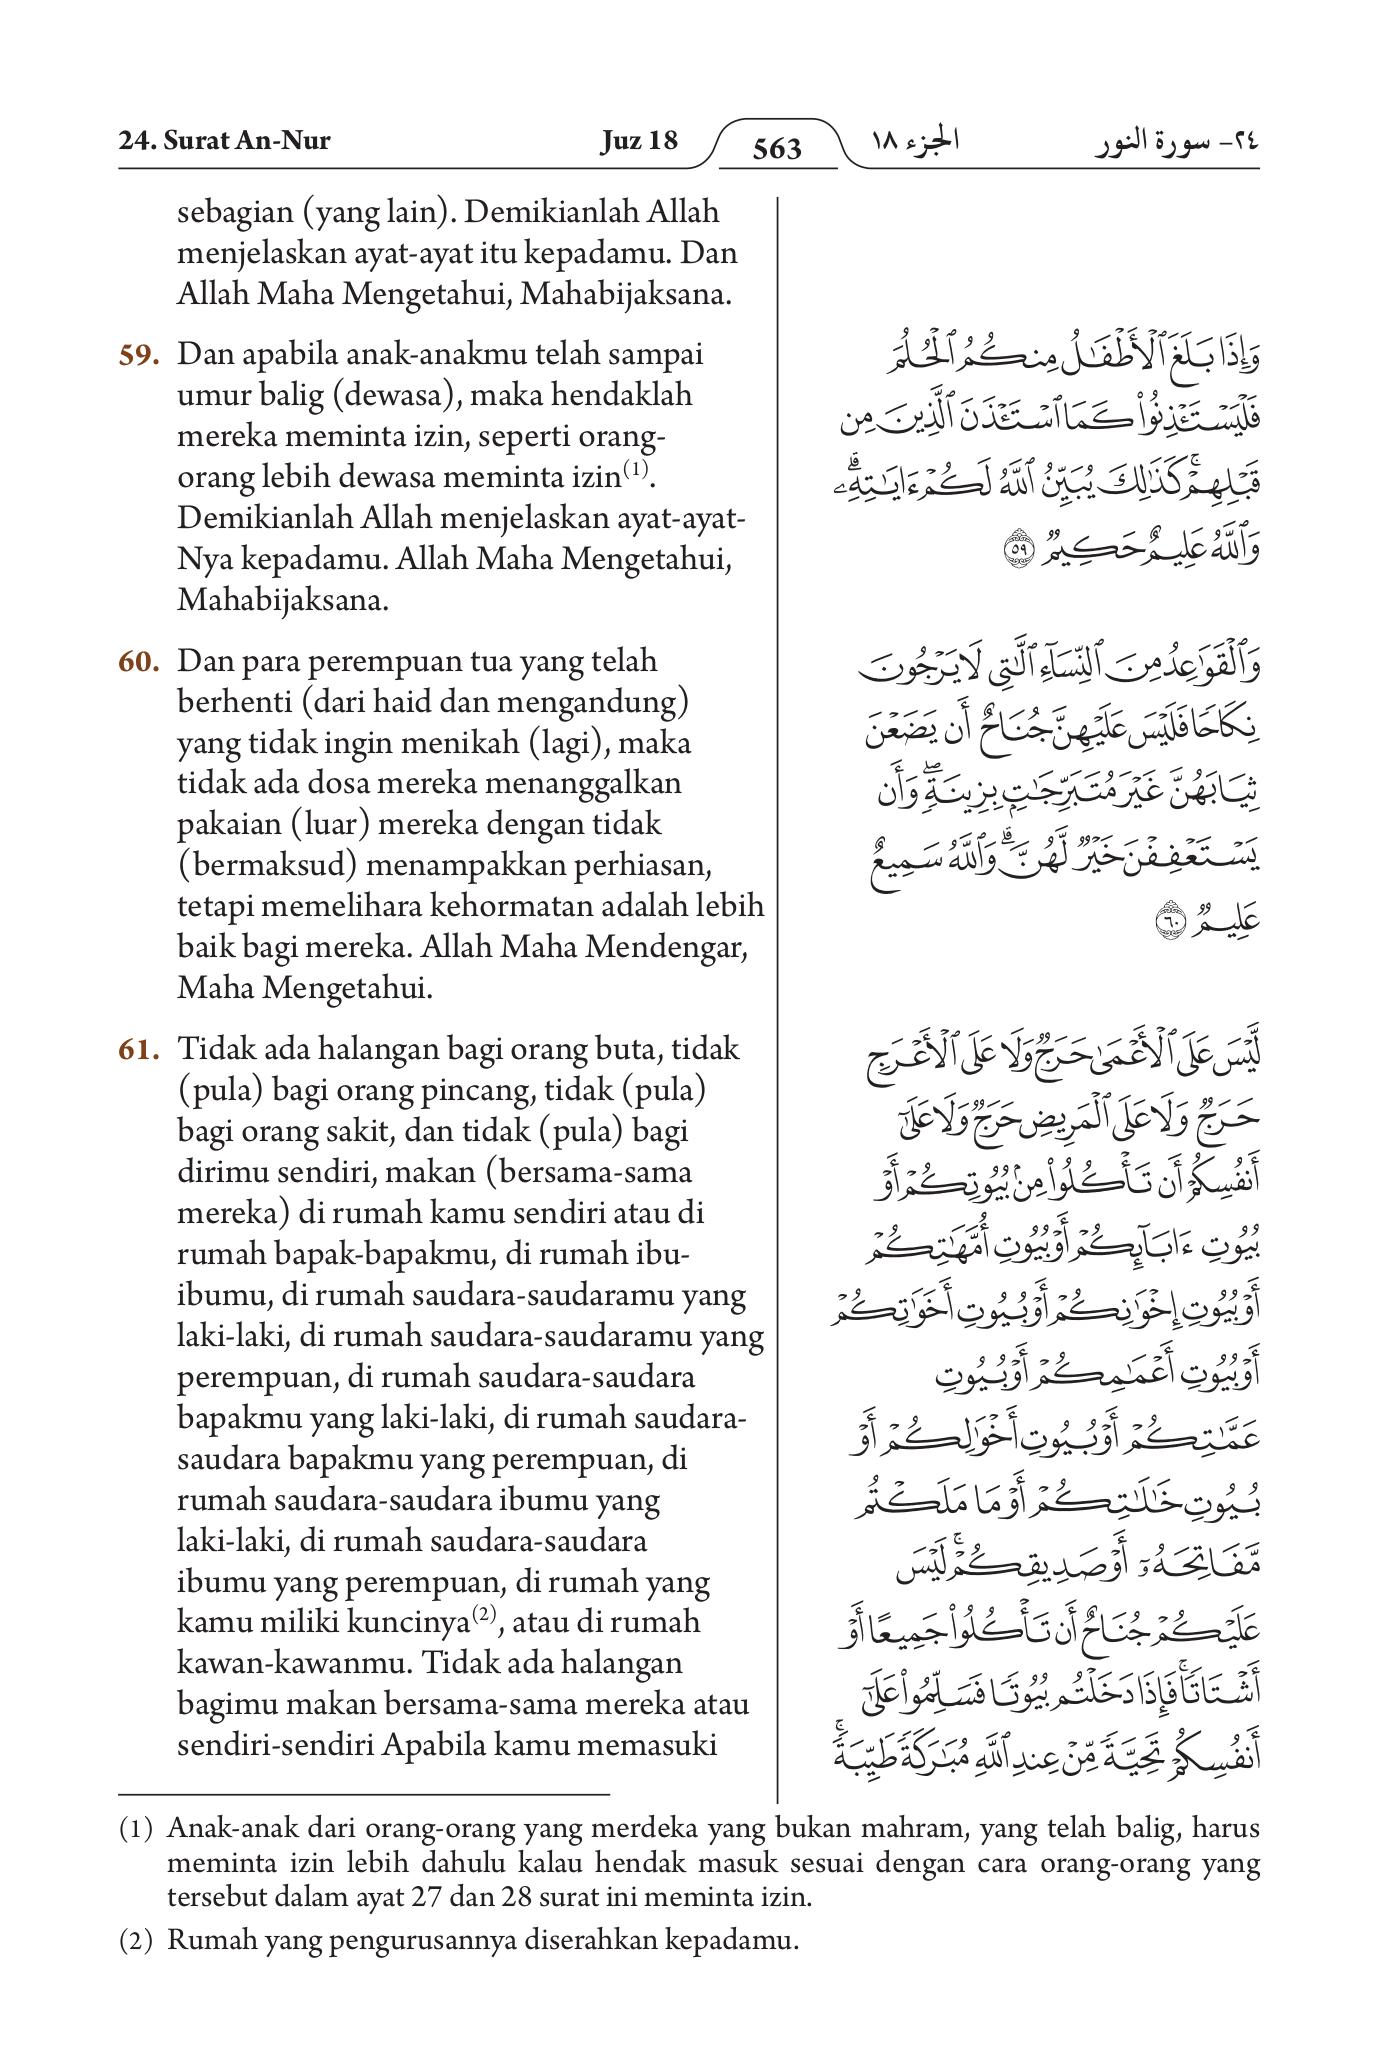 24. Surat An-Nur Juz 18 563 الجزء ١٨ ٢٤- سورة النور
sebagian (yang lain). Demikianlah Allah
menjelaskan ayat-ayat itu kepadamu. Dan
Allah Maha Mengetahui, Mahabijaksana.
59. Dan apabila anak-anakmu telah sampai
umur balig (dewasa), maka hendaklah
mereka meminta izin, seperti orang-
orang lebih dewasa meminta izin(1).
Demikianlah Allah menjelaskan ayat-ayat-
Nya kepadamu. Allah Maha Mengetahui,
Mahabijaksana.
60. Dan para perempuan tua yang telah
berhenti (dari haid dan mengandung)
yang tidak ingin menikah (lagi), maka
tidak ada dosa mereka menanggalkan
pakaian (luar) mereka dengan tidak
(bermaksud) menampakkan perhiasan,
tetapi memelihara kehormatan adalah lebih
baik bagi mereka. Allah Maha Mendengar,
Maha Mengetahui.
61. Tidak ada halangan bagi orang buta, tidak
(pula) bagi orang pincang, tidak (pula)
bagi orang sakit, dan tidak (pula) bagi
dirimu sendiri, makan (bersama-sama
mereka) di rumah kamu sendiri atau di
rumah bapak-bapakmu, di rumah ibu-
ibumu, di rumah saudara-saudaramu yang
laki-laki, di rumah saudara-saudaramu yang
perempuan, di rumah saudara-saudara
bapakmu yang laki-laki, di rumah saudara-
saudara bapakmu yang perempuan, di
rumah saudara-saudara ibumu yang
laki-laki, di rumah saudara-saudara
ibumu yang perempuan, di rumah yang
kamu miliki kuncinya(2), atau di rumah
kawan-kawanmu. Tidak ada halangan
bagimu makan bersama-sama mereka atau
sendiri-sendiri Apabila kamu memasuki
وَإِذَا بَلَغَ ٱلْأَطْفَٰلُ مِنكُمُ ٱلْحُلُمَ
فَلْيَسْتَـْٔذِنُوا۟ كَمَا ٱسْتَـْٔذَنَ ٱلَّذِينَ مِن
قَبْلِهِمْ ۚ كَذَٰلِكَ يُبَيِّنُ ٱللَّهُ لَكُمْ ءَايَٰتِهِۦ ۗ
وَٱللَّهُ عَلِيمٌ حَكِيمٌ ٥٩
وَٱلْقَوَٰعِدُ مِنَ ٱلنِّسَآءِ ٱلَّٰتِى لَا يَرْجُونَ
نِكَاحًا فَلَيْسَ عَلَيْهِنَّ جُنَاحٌ أَن يَضَعْنَ
ثِيَابَهُنَّ غَيْرَ مُتَبَرِّجَٰتٍۭ بِزِينَةٍ ۖ وَأَن
يَسْتَعْفِفْنَ خَيْرٌ لَّهُنَّ ۗ وَٱللَّهُ سَمِيعٌ
عَلِيمٌ ٦٠
لَّيْسَ عَلَى ٱلْأَعْمَىٰ حَرَجٌ وَلَا عَلَى ٱلْأَعْرَجِ
حَرَجٌ وَلَا عَلَى ٱلْمَرِيضِ حَرَجٌ وَلَا عَلَىٰٓ
أَنفُسِكُمْ أَن تَأْكُلُوا۟ مِنۢ بُيُوتِكُمْ أَوْ
بُيُوتِ ءَابَآئِكُمْ أَوْ بُيُوتِ أُمَّهَٰتِكُمْ
أَوْ بُيُوتِ إِخْوَٰنِكُمْ أَوْ بُيُوتِ أَخَوَٰتِكُمْ
أَوْ بُيُوتِ أَعْمَٰمِكُمْ أَوْ بُيُوتِ
عَمَّٰتِكُمْ أَوْ بُيُوتِ أَخْوَٰلِكُمْ أَوْ
بُيُوتِ خَٰلَٰتِكُمْ أَوْ مَا مَلَكْتُم
مَّفَاتِحَهُۥٓ أَوْ صَدِيقِكُمْ ۚ لَيْسَ
عَلَيْكُمْ جُنَاحٌ أَن تَأْكُلُوا۟ جَمِيعًا أَوْ
أَشْتَاتًا ۚ فَإِذَا دَخَلْتُم بُيُوتًا فَسَلِّمُوا۟ عَلَىٰٓ
أَنفُسِكُمْ تَحِيَّةً مِّنْ عِندِ ٱللَّهِ مُبَٰرَكَةً طَيِّبَةً ۚ
(1) Anak-anak dari orang-orang yang merdeka yang bukan mahram, yang telah balig, harus
meminta izin lebih dahulu kalau hendak masuk sesuai dengan cara orang-orang yang
tersebut dalam ayat 27 dan 28 surat ini meminta izin.
(2) Rumah yang pengurusannya diserahkan kepadamu.